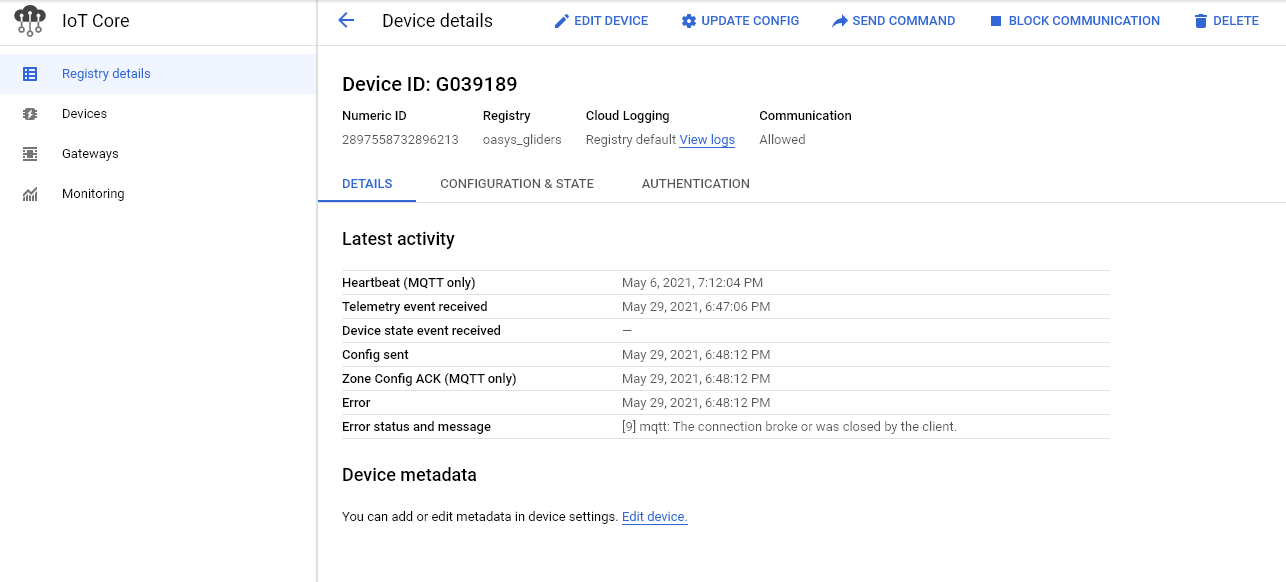 IoT Core
Device details
EDIT DEVICE
UPDATE CONFIG
SEND COMMAND
BLOCK COMMUNICATION
DELETE
Registry details
Devices
Gateways
Monitoring
Device ID: G039189
Numeric ID Registry Cloud Logging Communication
2897558732896213 oasys_gliders Registry default View logs Allowed
DETAILS CONFIGURATION & STATE AUTHENTICATION
Latest activity
Heartbeat (MQTT only) May 6, 2021, 7:12:04 PM
Telemetry event received May 29, 2021, 6:47:06 PM
Device state event received —
Config sent May 29, 2021, 6:48:12 PM
Zone Config ACK (MQTT only) May 29, 2021, 6:48:12 PM
Error May 29, 2021, 6:48:12 PM
Error status and message [9] mqtt: The connection broke or was closed by the client.
Device metadata
You can add or edit metadata in device settings. Edit device.